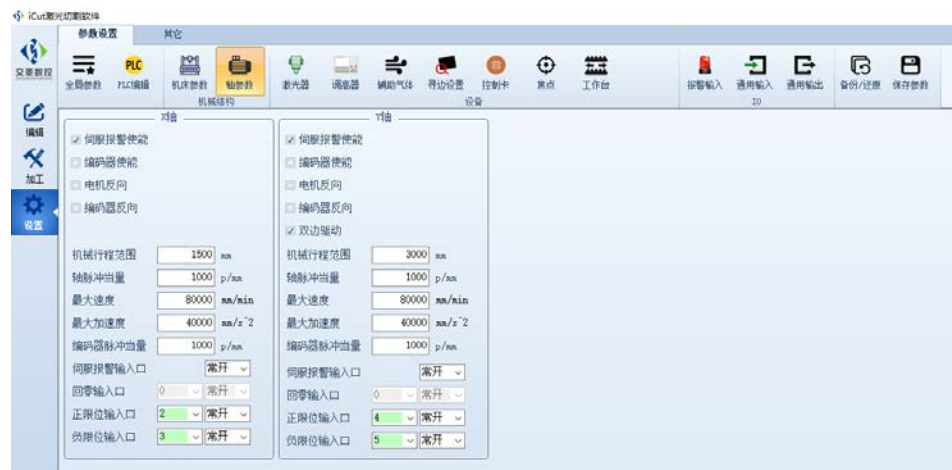 iCut激光切割软件
交菱数控
参数设置 其它
全局参数 PLC PLC编辑 机床参数 轴参数 激光器 调高器 辅助气体 寻边设置 控制卡 焦点 工作台 报警输入 通用输入 通用输出 备份/还原 保存参数
机械结构 设备 IO
编辑
加工
设置
X轴
伺服报警使能
编码器使能
电机反向
编码器反向
机械行程范围 1500 mm
轴脉冲当量 1000 p/mm
最大速度 80000 mm/min
最大加速度 40000 mm/s^2
编码器脉冲当量 1000 p/mm
伺服报警输入口 常开
回零输入口 0 常开
正限位输入口 2 常开
负限位输入口 3 常开
Y轴
伺服报警使能
编码器使能
电机反向
编码器反向
双边驱动
机械行程范围 3000 mm
轴脉冲当量 1000 p/mm
最大速度 80000 mm/min
最大加速度 40000 mm/s^2
编码器脉冲当量 1000 p/mm
伺服报警输入口 常开
回零输入口 0 常开
正限位输入口 4 常开
负限位输入口 5 常开